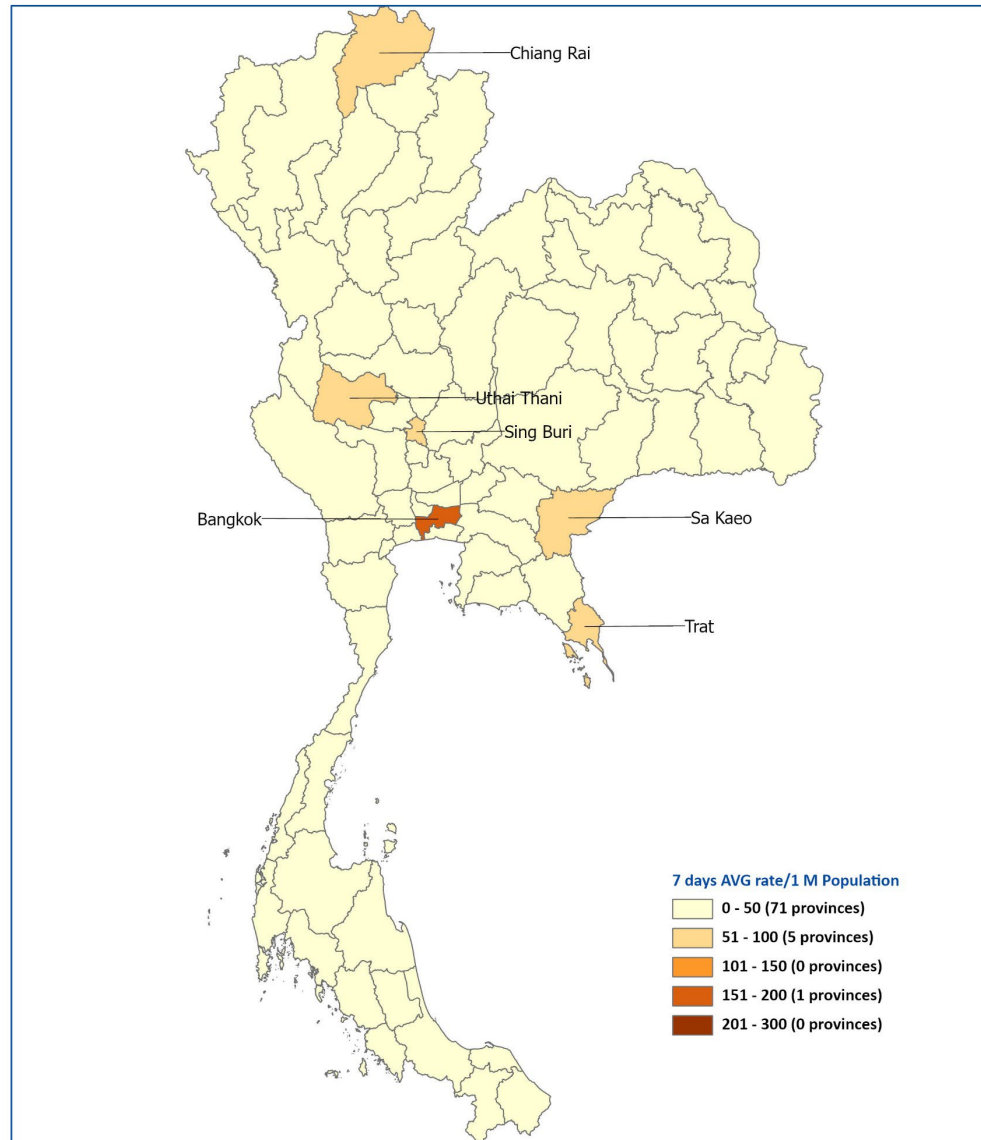 Chiang Rai
Uthai Thani
Sing Buri
Bangkok
Sa Kaeo
Trat
7 days AVG rate/1 M Population
0 - 50 (71 provinces)
51 - 100 (5 provinces)
101 - 150 (0 provinces)
151 - 200 (1 provinces)
201 - 300 (0 provinces)